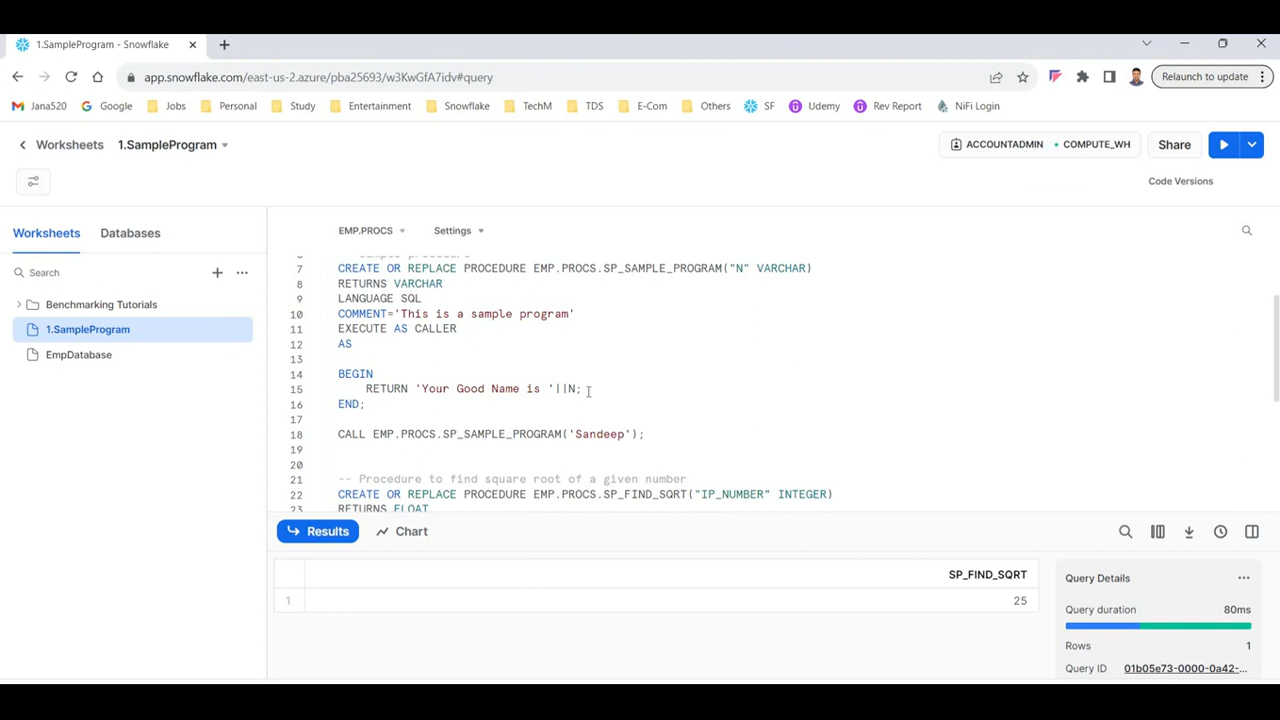 1.SampleProgram - Snowflake
app.snowflake.com/east-us-2.azure/pba25693/w3KwGfA7idv#query
Relaunch to update
Jana520 Google Jobs Personal Study Entertainment Snowflake TechM TDS E-Com Others SF Udemy Rev Report NiFi Login
Worksheets 1.SampleProgram
ACCOUNTADMIN COMPUTE_WH Share
Code Versions
Worksheets Databases
EMP.PROCS Settings
Search
Benchmarking Tutorials
1.SampleProgram
EmpDatabase
7 CREATE OR REPLACE PROCEDURE EMP.PROCS.SP_SAMPLE_PROGRAM("N" VARCHAR)
8 RETURNS VARCHAR
9 LANGUAGE SQL
10 COMMENT='This is a sample program'
11 EXECUTE AS CALLER
12 AS
13
14 BEGIN
15 RETURN 'Your Good Name is '||N;
16 END;
17
18 CALL EMP.PROCS.SP_SAMPLE_PROGRAM('Sandeep');
19
20
21 -- Procedure to find square root of a given number
22 CREATE OR REPLACE PROCEDURE EMP.PROCS.SP_FIND_SQRT("IP_NUMBER" INTEGER)
23 RETURNS FLOAT
Results Chart
SP_FIND_SQRT
1 25
Query Details
Query duration 80ms
Rows 1
Query ID 01b05e73-0000-0a42-...